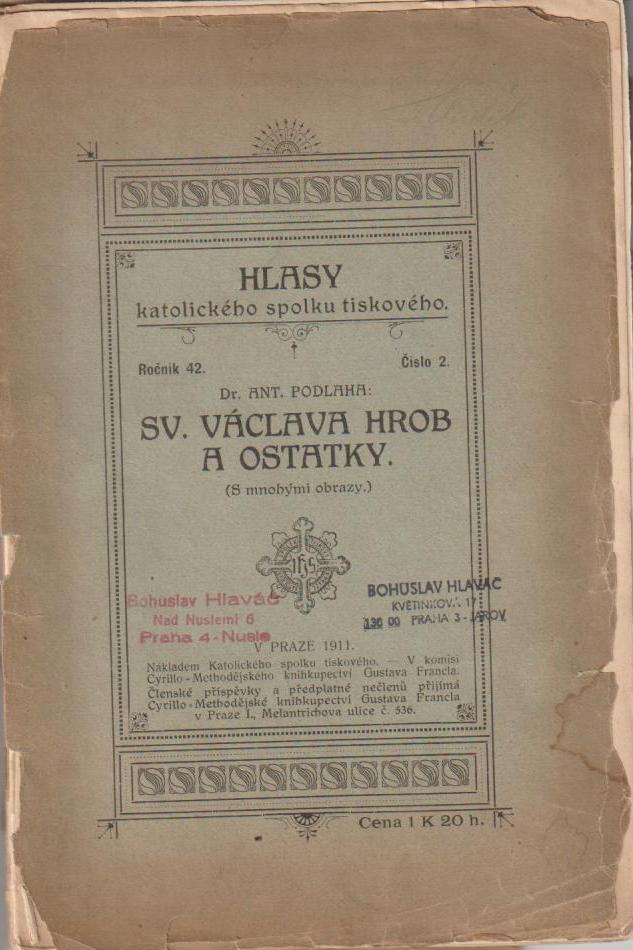 HLASY
katolického spolku tiskového.
Ročník 42.
Číslo 2.
Dr. ANT. PODLAHA:
SV. VÁCLAVA HROB
A OSTATKY.
(S mnohými obrazy.)
IHS
Bohuslav Hlaváč
Nad Nuslemi 6
Praha 4-Nusle
BOHUSLAV HLAVÁČ
KVĚTINKOVÁ 17
130 00 PRAHA 3-JAROV
V PRAZE 1911.
Nákladem Katolického spolku tiskového. — V komisi
Cyrillo-Methodějského knihkupectví Gustava Francla.
Členské příspěvky a předplatné nečlenů přijímá
Cyrillo-Methodějské knihkupectví Gustava Francla
v Praze I., Melantrichova ulice č. 536.
Cena 1 K 20 h.